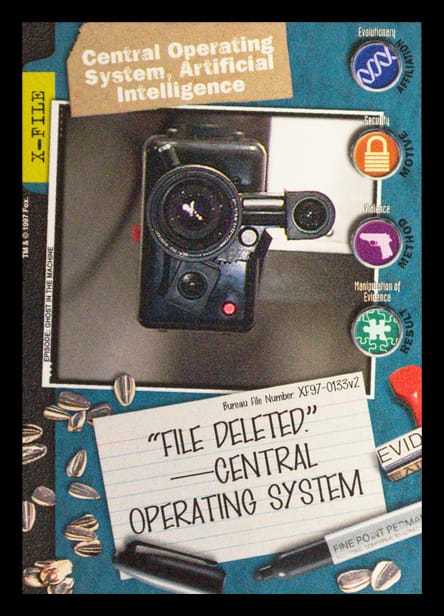 Central Operating
System, Artificial
Intelligence
Evolutionary
AFFILIATION
X-FILE
Security
MOTIVE
Violence
METHOD
Manipulation of
Evidence
RESULT
TM & © 1997 Fox.
EPISODE: GHOST IN THE MACHINE
Bureau File Number: XF97-0133v2
"FILE DELETED."
—CENTRAL
OPERATING SYSTEM
EVID
FINE POINT PERMA